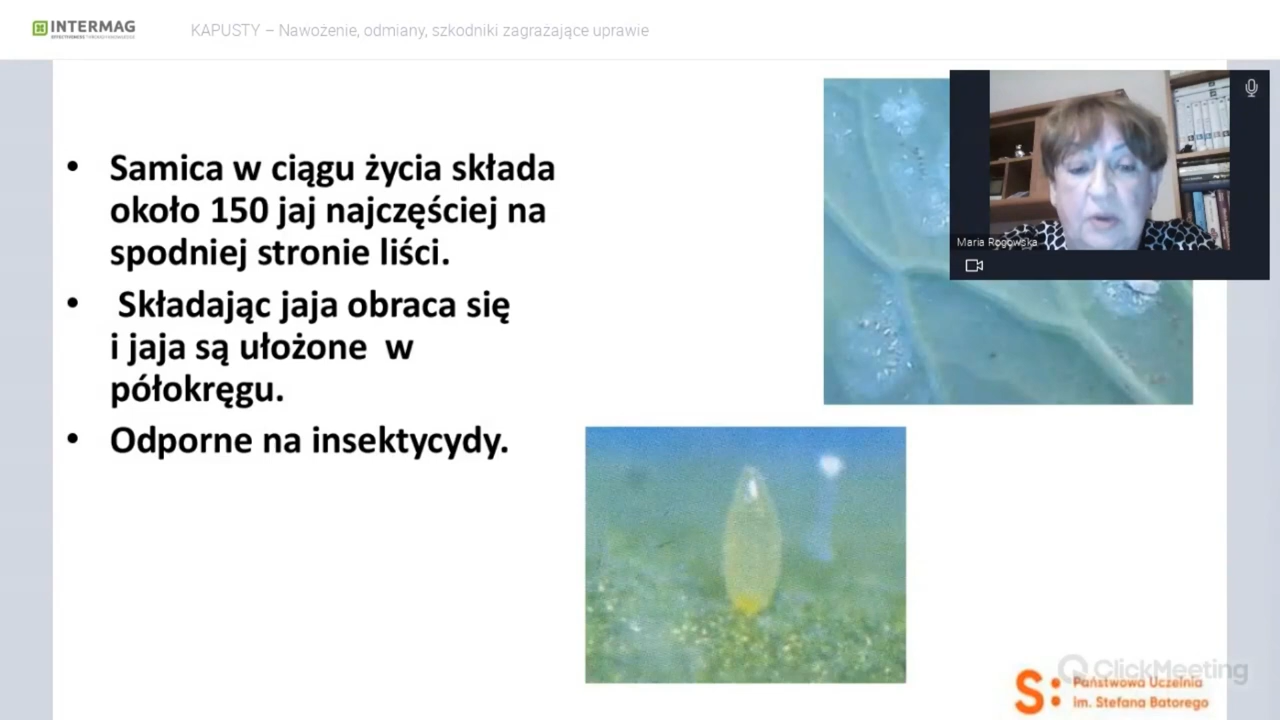 INTERMAG
KAPUSTY – Nawożenie, odmiany, szkodniki zagrażające uprawie
• Samica w ciągu życia składa
około 150 jaj najczęściej na
spodniej stronie liści.
• Składając jaja obraca się
i jaja są ułożone w
półokręgu.
• Odporne na insektycydy.
Maria Rogowska
ClickMeeting
S:
Państwowa Uczelnia
im. Stefana Batorego